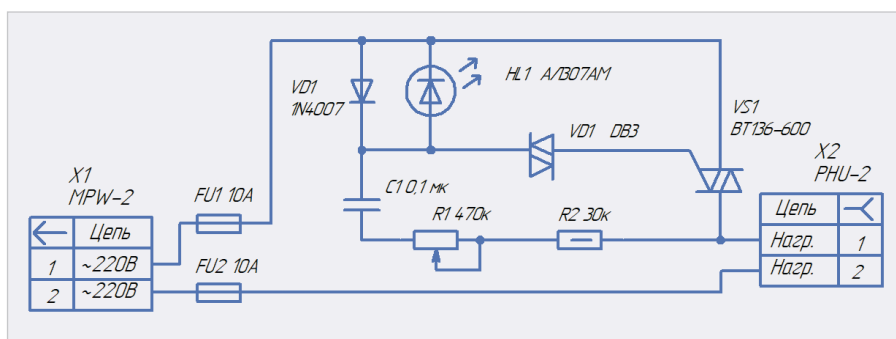 HL1 АЛ307АМ
VD1
1N4007
VS1
BT136-600
VD1 DB3
X1
MPW-2
FU1 10A
C1 0,1 мк
R1 470к
R2 30к
X2
PHU-2
Цепь
1 ~220В
2 ~220В
FU2 10A
Цепь
Нагр. 1
Нагр. 2